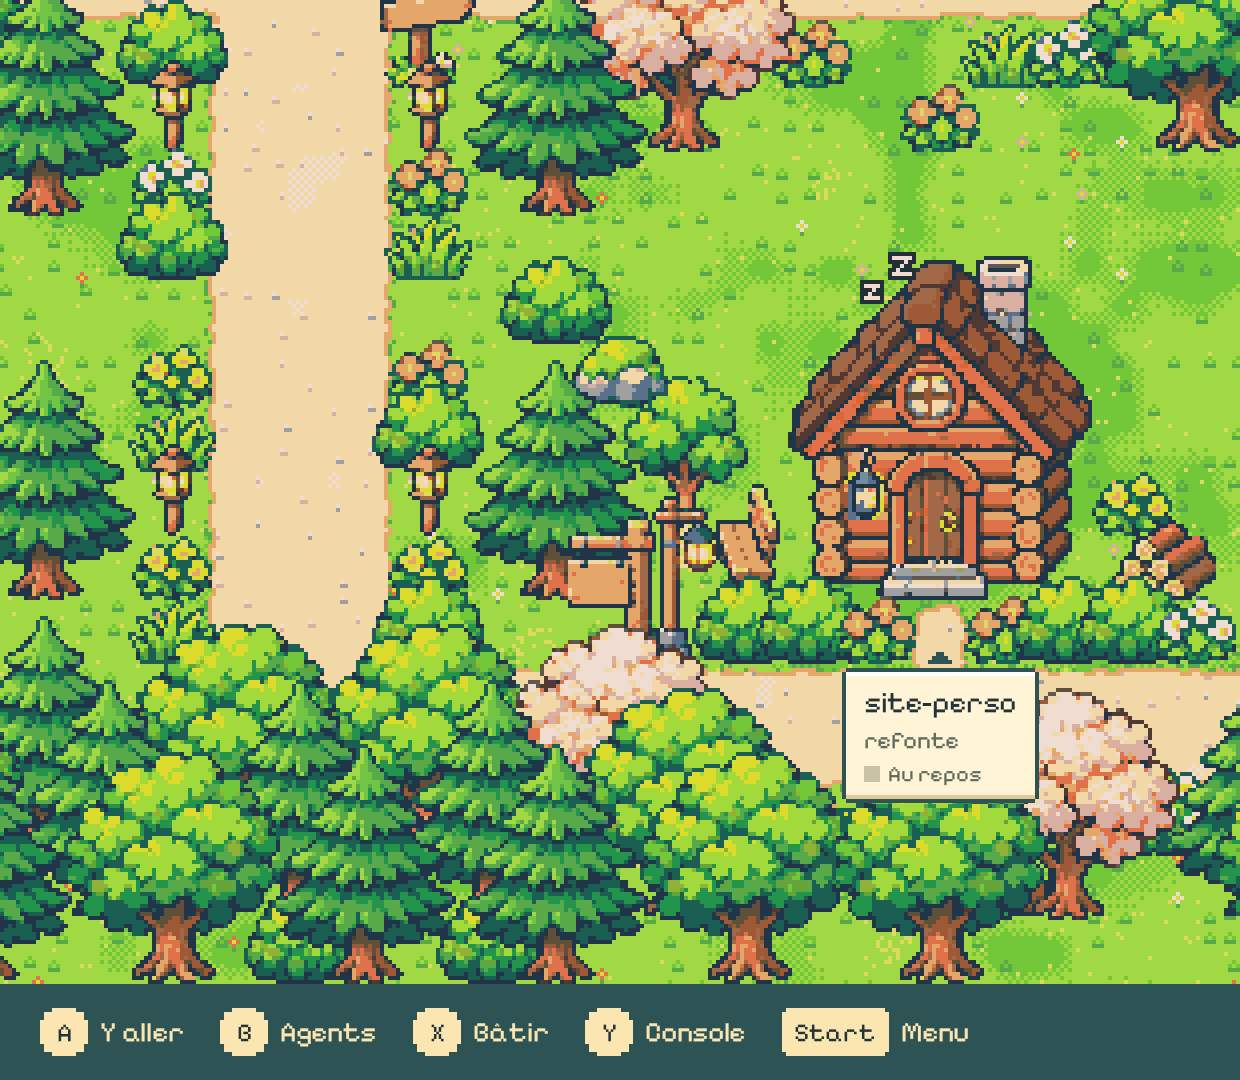 z
z
site-perso
refonte
Au repos
A Y aller B Agents X Bâtir Y Console Start Menu